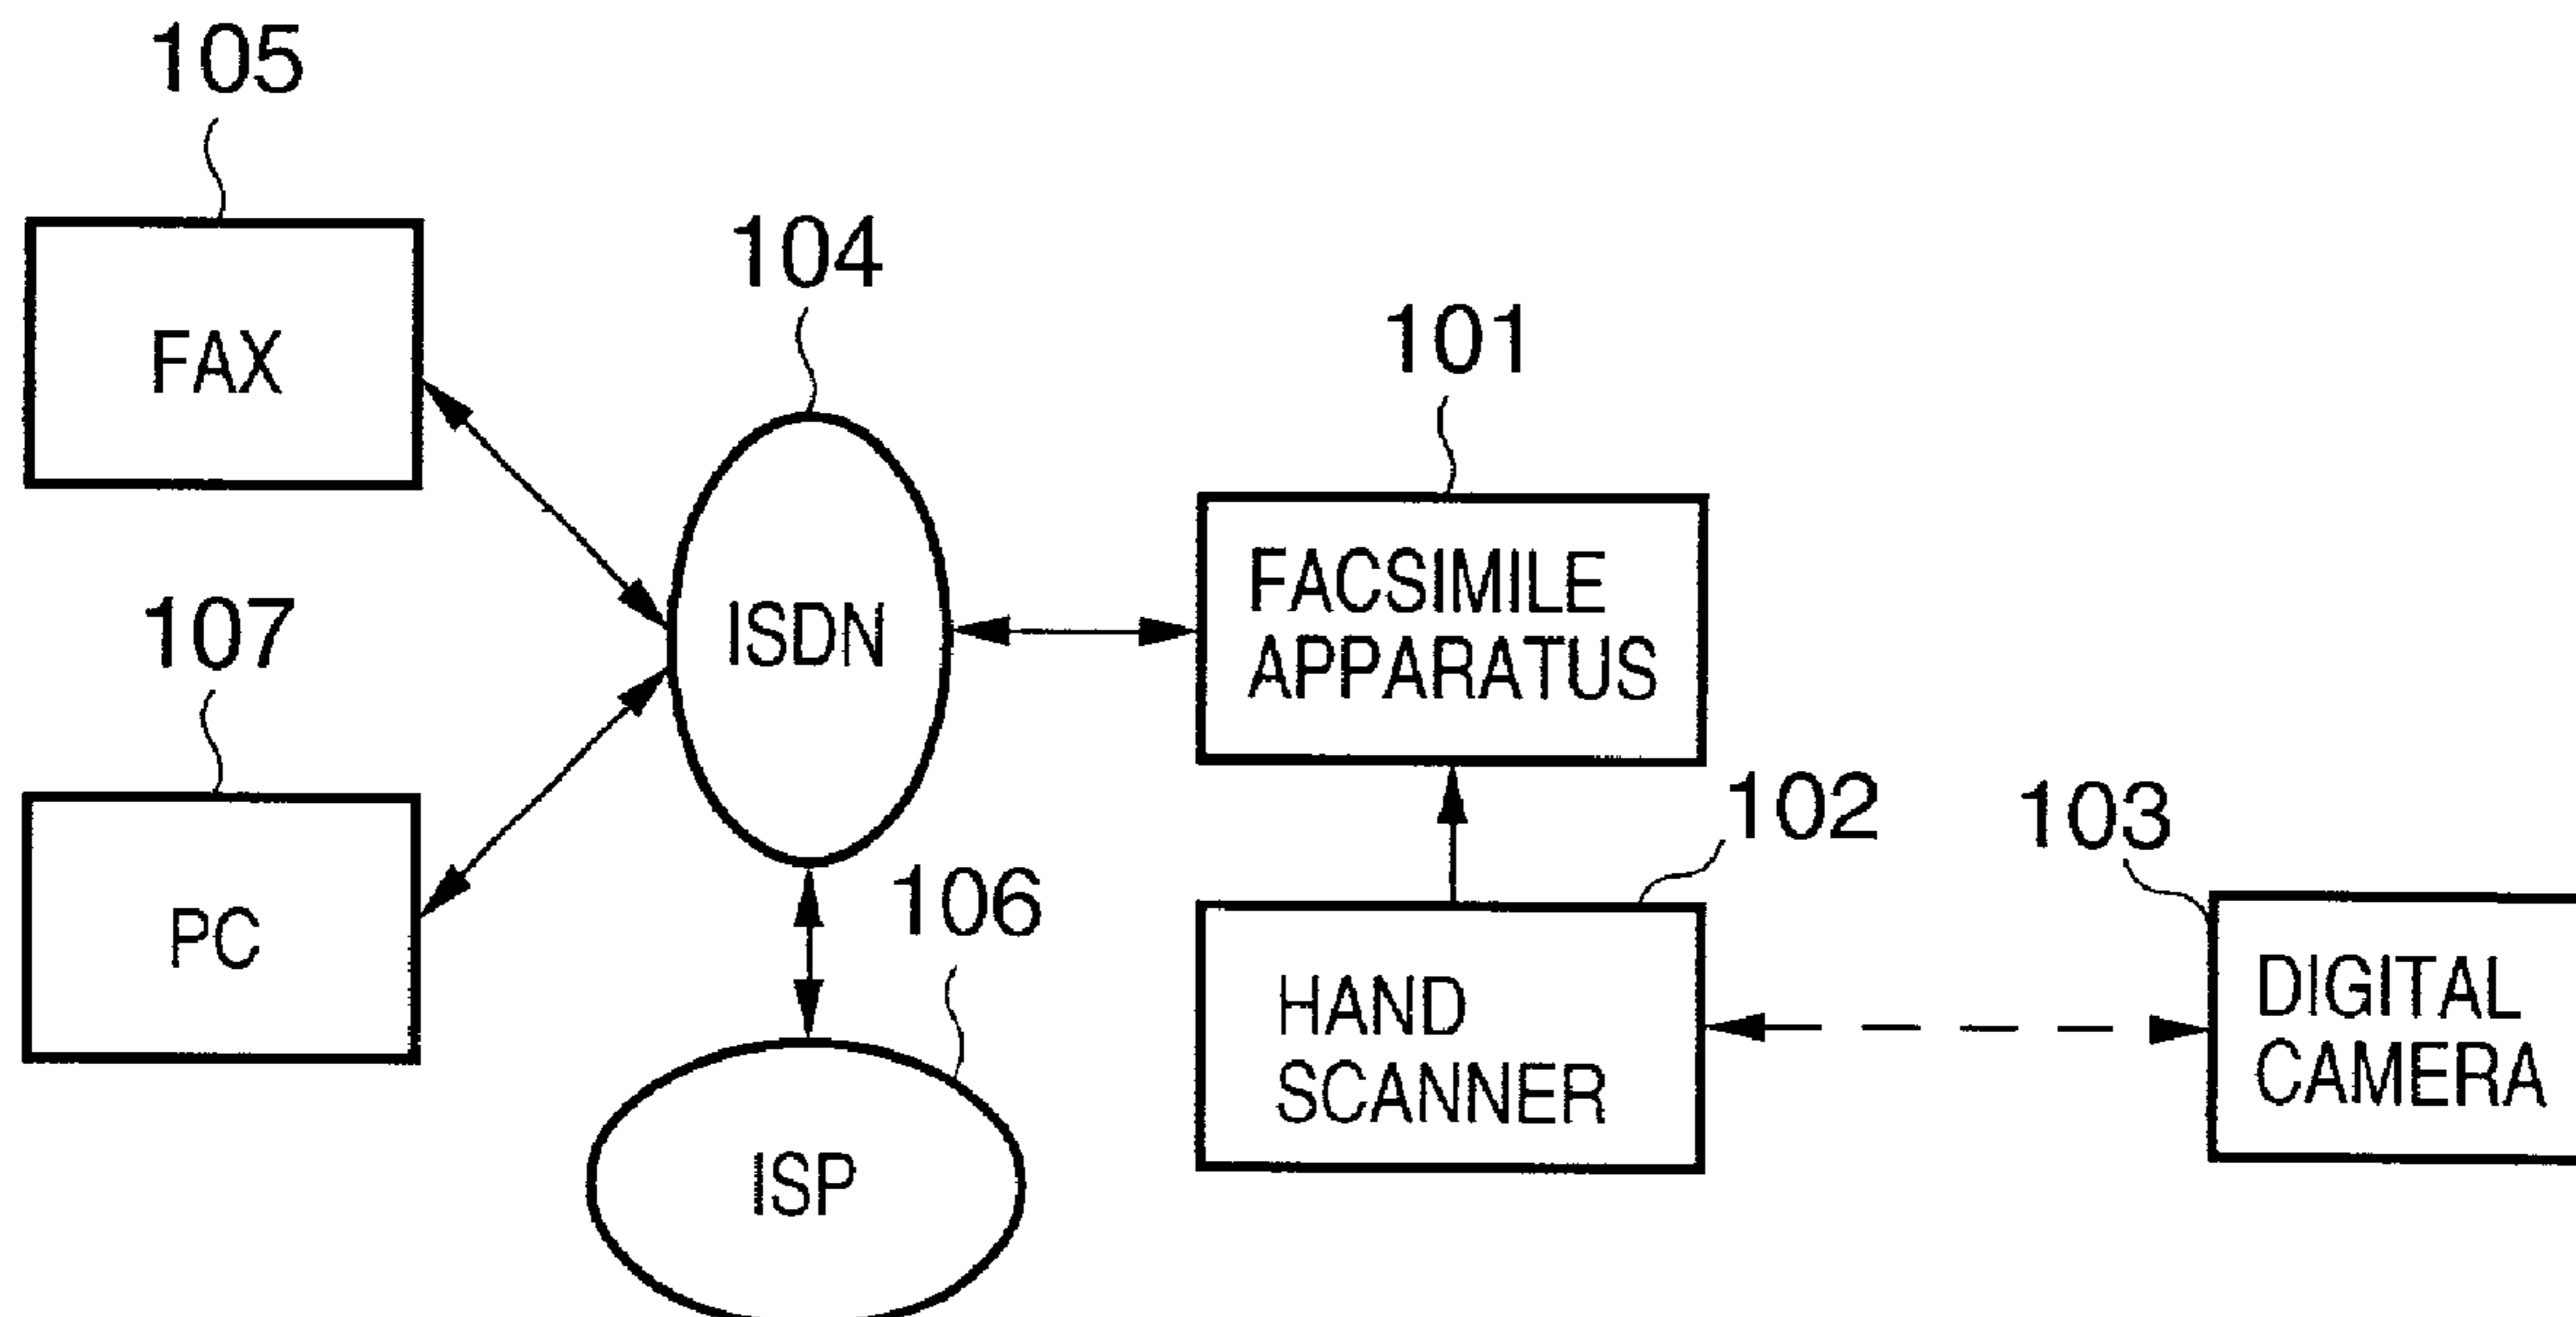 105
FAX
104
ISDN
101
FACSIMILE
APPARATUS
107
PC
106
ISP
102
HAND
SCANNER
103
DIGITAL
CAMERA